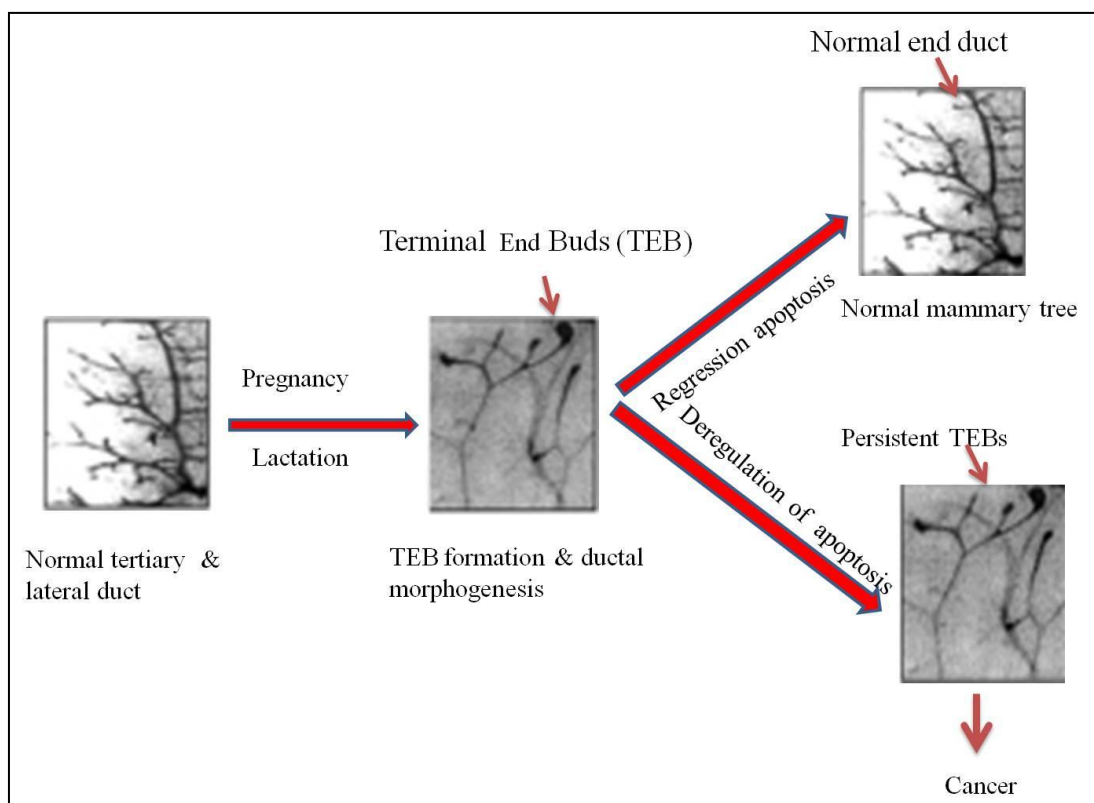 Normal end duct
Normal mammary tree
Terminal End Buds (TEB)
Pregnancy
Lactation
Regression apoptosis
Deregulation of apoptosis
Persistent TEBs
Normal tertiary & 
lateral duct
TEB formation & ductal
morphogenesis
Cancer